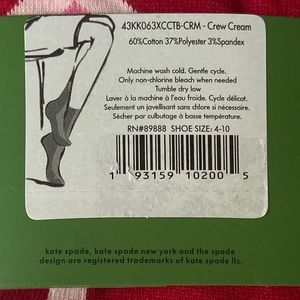 43KK063XCCTB-CRM - Crew Cream
60%Cotton 37%Polyester 3%Spandex
Machine wash cold. Gentle cycle.
Only non-chlorine bleach when needed
Tumble dry low
Laver à la machine à l'eau froide. Cycle délicat.
Seulement un javellisant sans chlore si nécessaire.
Sécher par culbutage à basse température.
RN#89888 SHOE SIZE: 4-10
1 93159 10200 5
kate spade, kate spade new york and the spade
design are registered trademarks of kate spade llc.